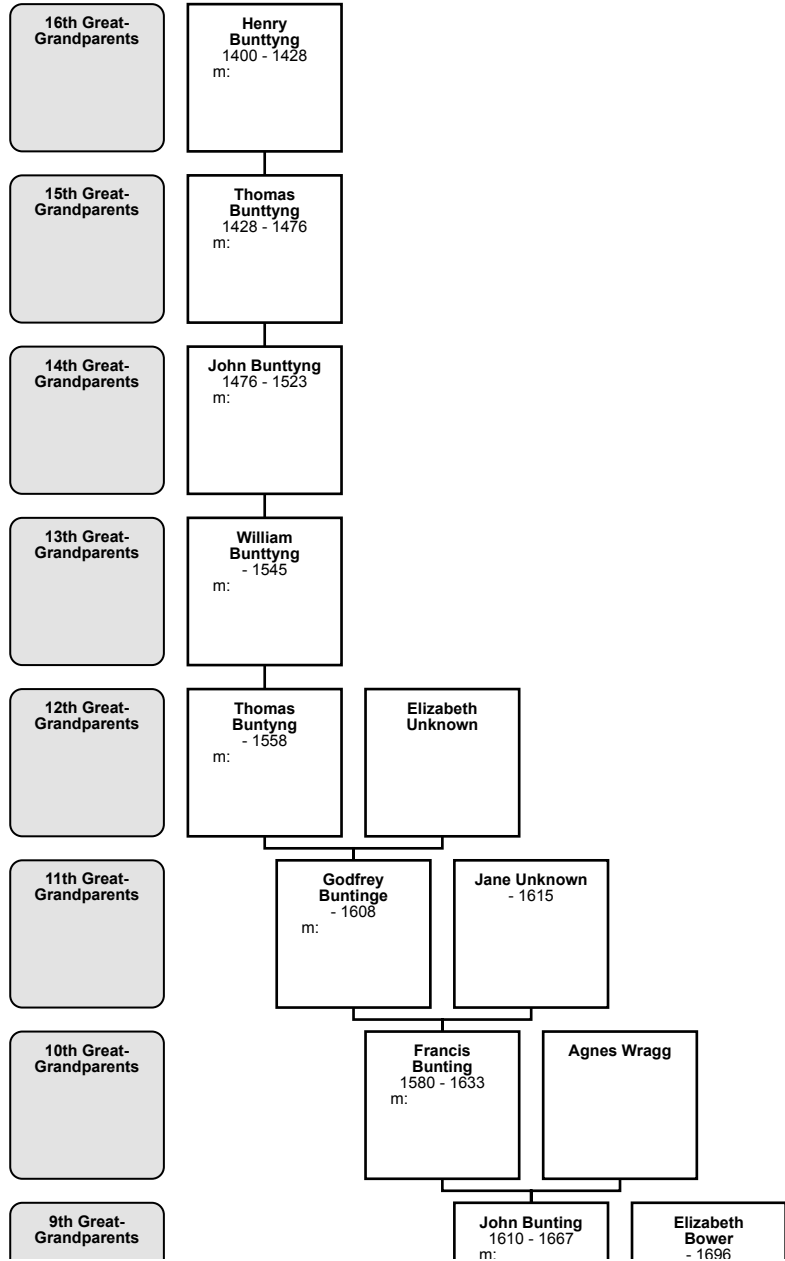 16th Great-
Grandparents
Henry
Bunttyng
1400 - 1428
m:
15th Great-
Grandparents
Thomas
Bunttyng
1428 - 1476
m:
14th Great-
Grandparents
John Bunttyng
1476 - 1523
m:
13th Great-
Grandparents
William
Bunttyng
- 1545
m:
12th Great-
Grandparents
Thomas
Buntyng
- 1558
m:
Elizabeth
Unknown
11th Great-
Grandparents
Godfrey
Buntinge
- 1608
m:
Jane Unknown
- 1615
10th Great-
Grandparents
Francis
Bunting
1580 - 1633
m:
Agnes Wragg
9th Great-
Grandparents
John Bunting
1610 - 1667
m:
Elizabeth
Bower
- 1696